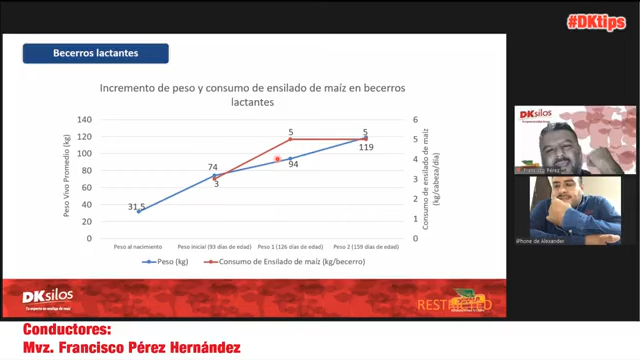 #DKtips
Becerros lactantes
Incremento de peso y consumo de ensilado de maíz en becerros
lactantes
Peso Vivo Promedio (kg)
140
120
100
80
60
40
20
0
31,5
74
94
119
3
5
5
6
5
4
3
2
1
0
Consumo de ensilado de maíz
(kg/cabeza/día)
Peso al nacimiento
Peso inicial (93 días de edad)
Peso 1 (126 días de edad)
Peso 2 (159 días de edad)
Peso (kg)
Consumo de Ensilado de maíz (kg/becerro)
DKsilos
Francisco Pérez
iPhone de Alexander
DKsilos
RESTRICTED
Conductores:
Mvz. Francisco Pérez Hernández